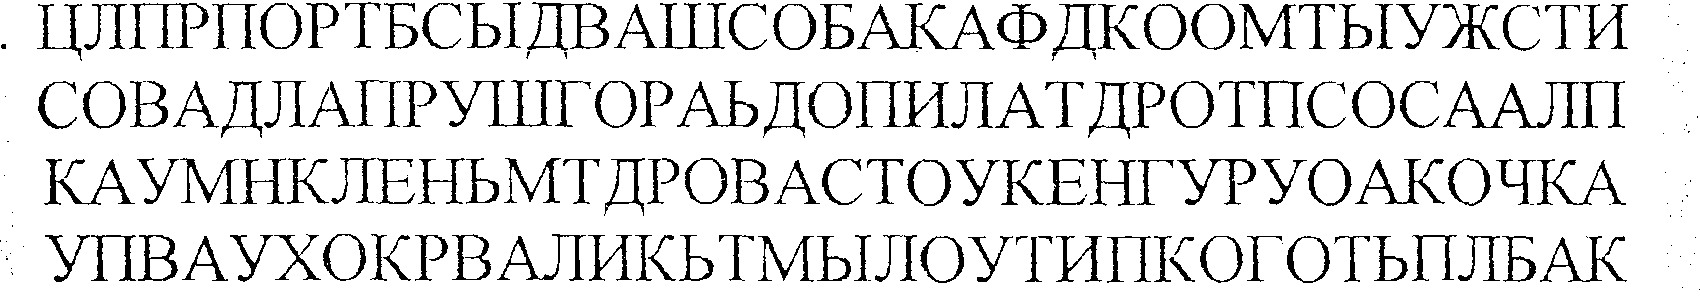 . ЦЛПРПОРТБСЫДВАШСОБАКАФДКООМТЫУЖСТИ
СОВАДЛАПРУШГОРАЬДОПИЛАТДРОТПСОСААЛП
КАУМНКЛЕНЬМТДРОВАСТОУКЕНГУРУОАКОЧКА
УПВАУХОКРВАЛИКЬТМЫЛОУТИПКОГОТЬПЛБАК